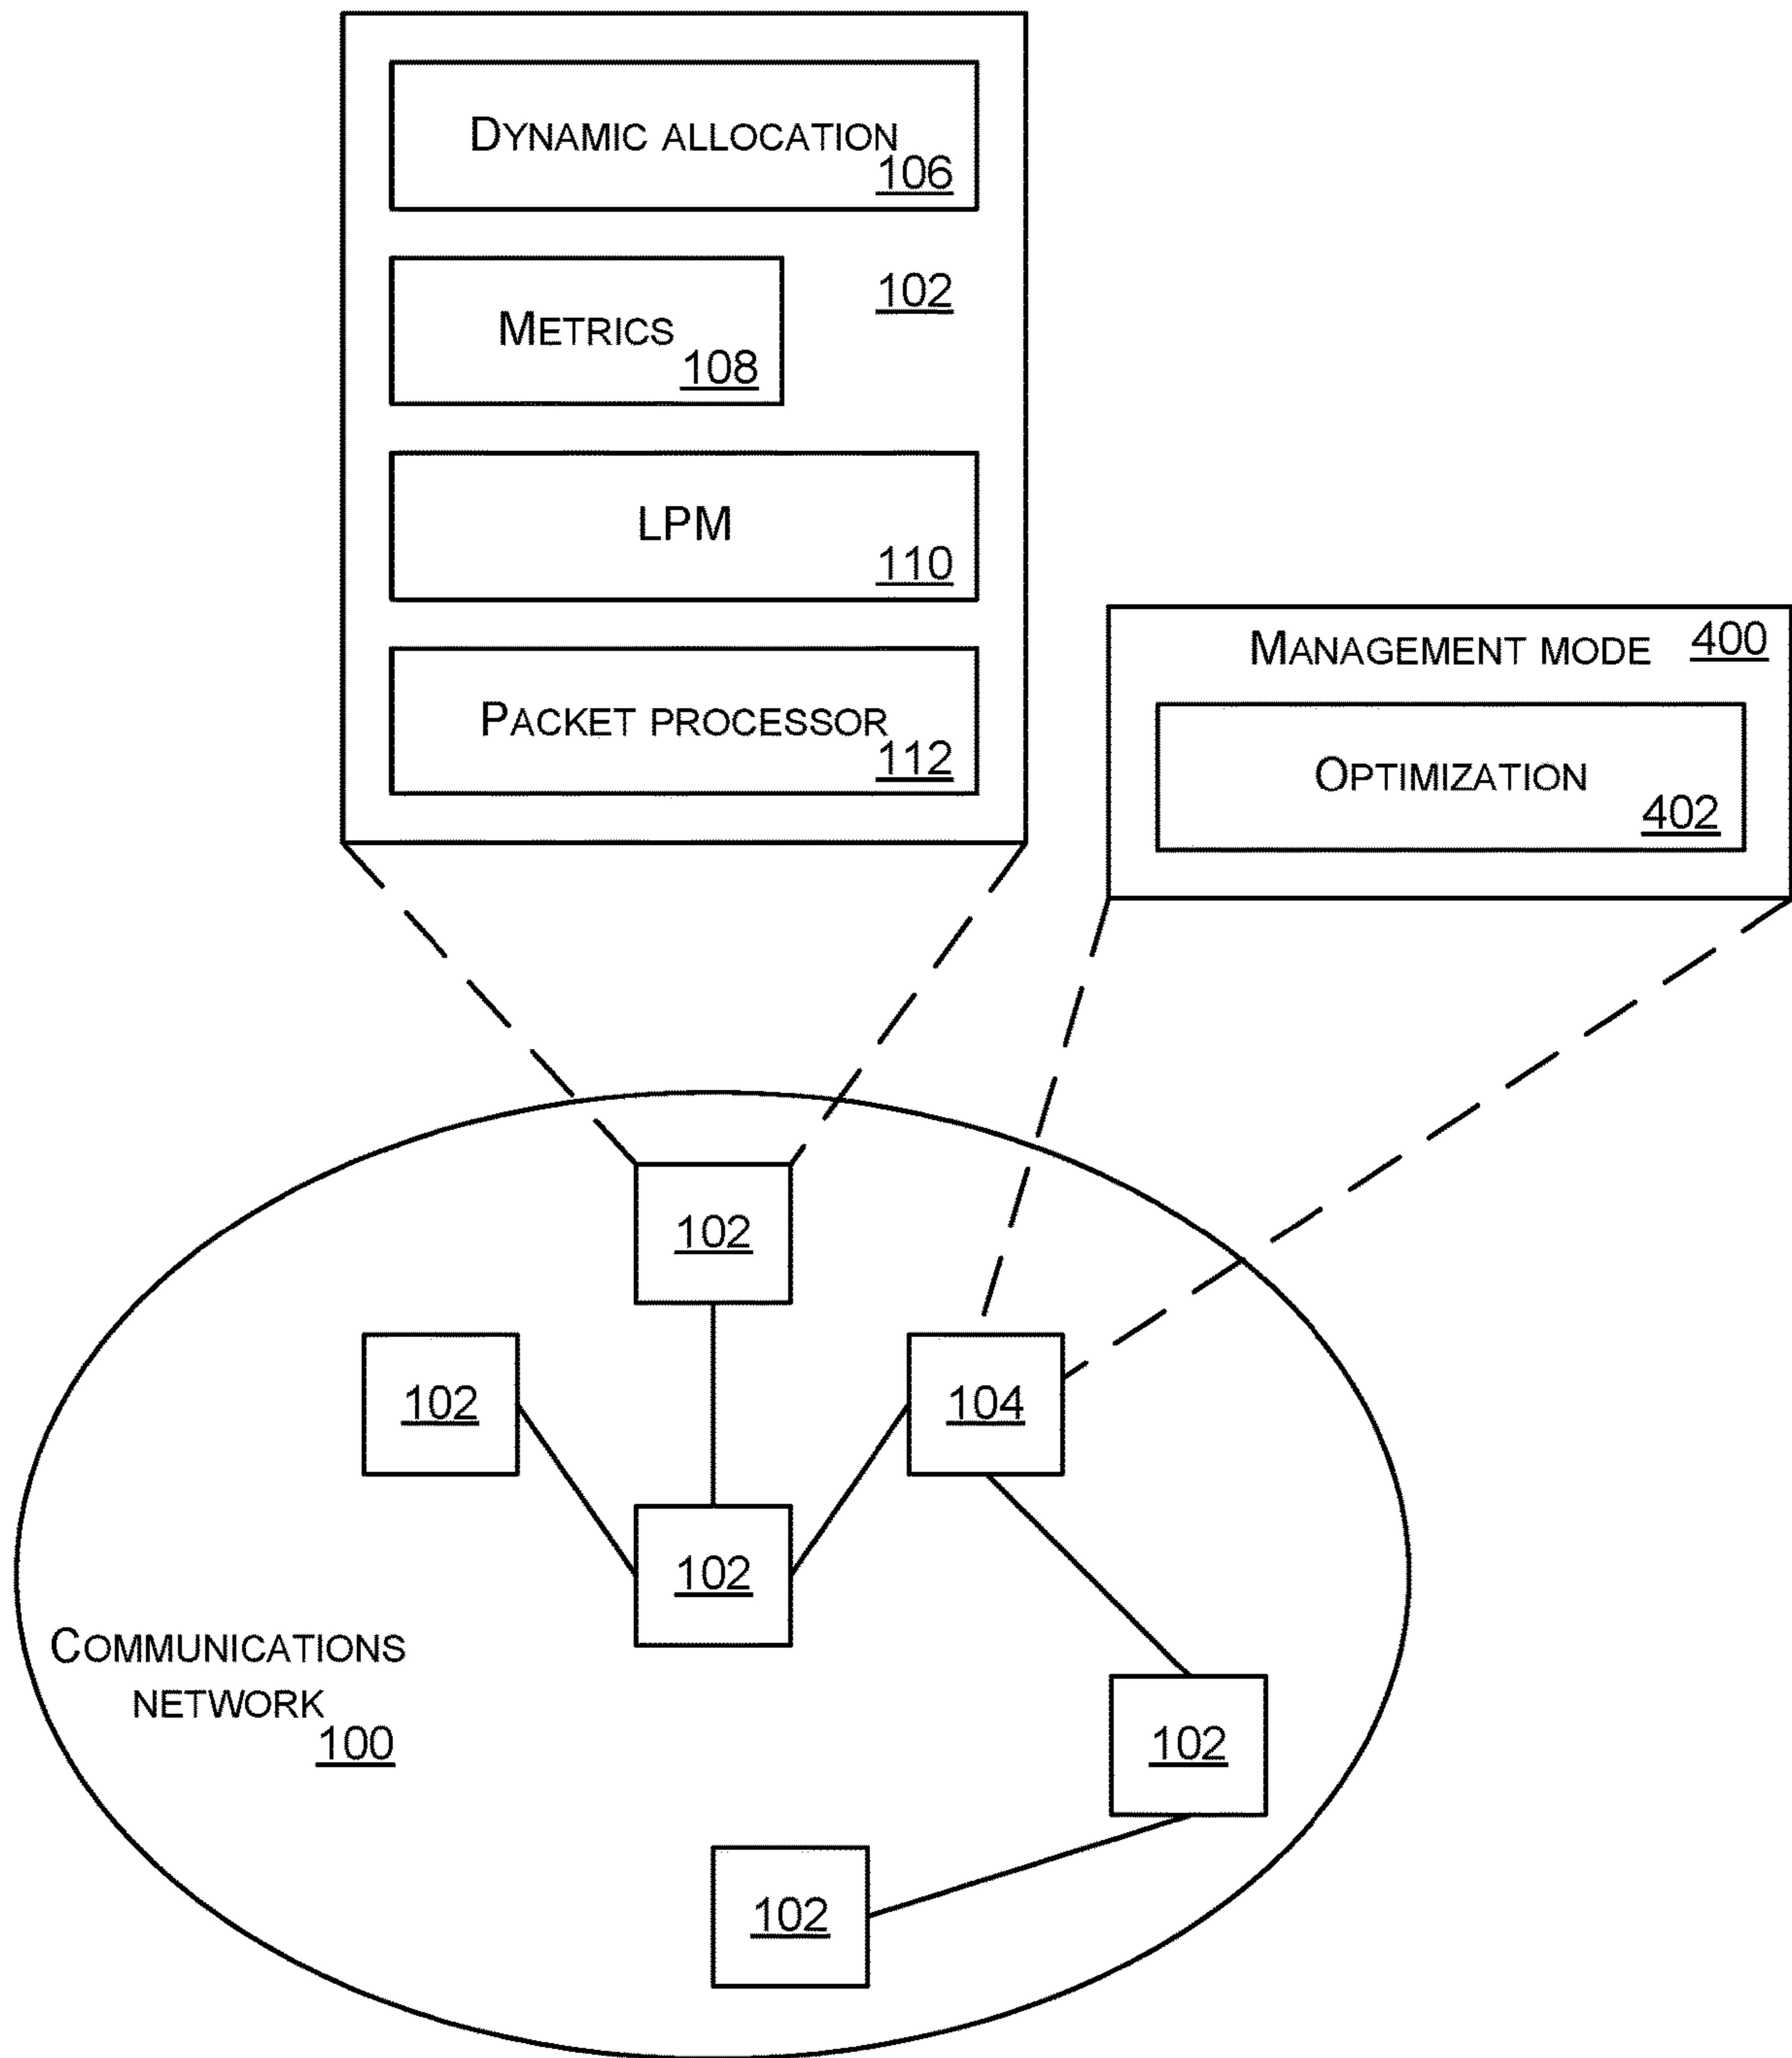 DYNAMIC ALLOCATION
106
102
METRICS
108
LPM
110
PACKET PROCESSOR
112
MANAGEMENT MODE 400
OPTIMIZATION
402
102
102
104
102
COMMUNICATIONS
NETWORK
100
102
102